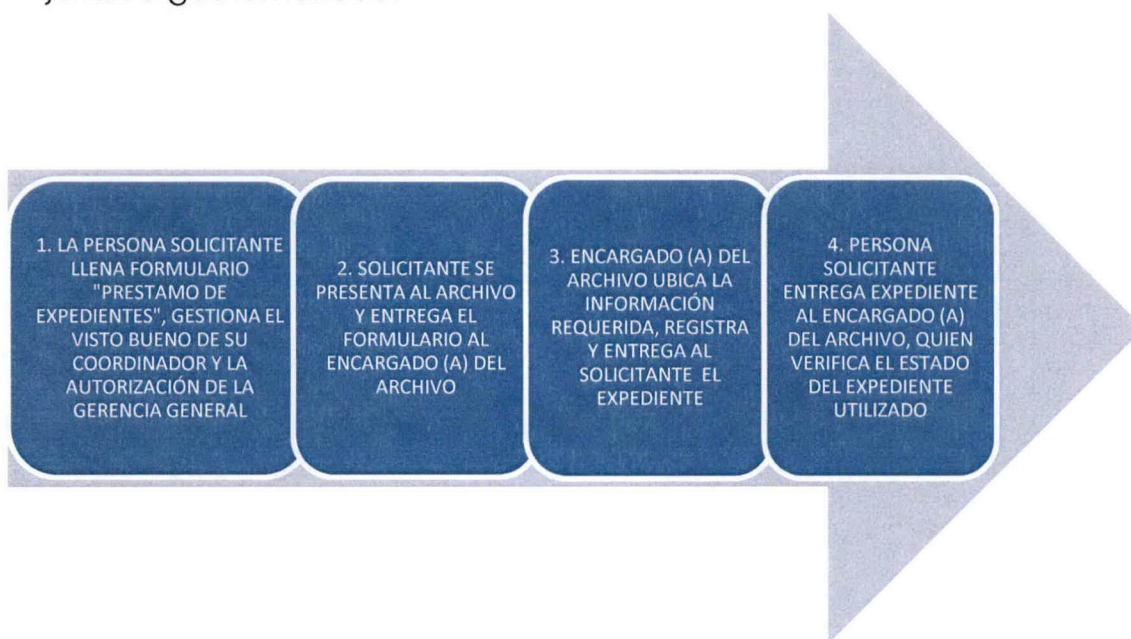 1. LA PERSONA SOLICITANTE
LLENA FORMULARIO
"PRESTAMO DE
EXPEDIENTES", GESTIONA EL
VISTO BUENO DE SU
COORDINADOR Y LA
AUTORIZACIÓN DE LA
GERENCIA GENERAL
2. SOLICITANTE SE
PRESENTA AL ARCHIVO
Y ENTREGA EL
FORMULARIO AL
ENCARGADO (A) DEL
ARCHIVO
3. ENCARGADO (A) DEL
ARCHIVO UBICA LA
INFORMACIÓN
REQUERIDA, REGISTRA
Y ENTREGA AL
SOLICITANTE EL
EXPEDIENTE
4. PERSONA
SOLICITANTE
ENTREGA EXPEDIENTE
AL ENCARGADO (A)
DEL ARCHIVO, QUIEN
VERIFICA EL ESTADO
DEL EXPEDIENTE
UTILIZADO